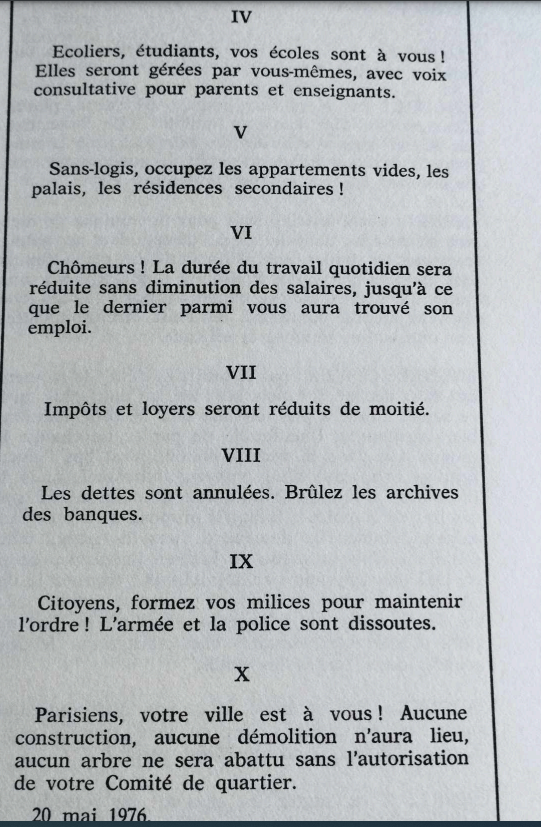 IV
Ecoliers, étudiants, vos écoles sont à vous !
Elles seront gérées par vous-mêmes, avec voix
consultative pour parents et enseignants.
V
Sans-logis, occupez les appartements vides, les
palais, les résidences secondaires !
VI
Chômeurs ! La durée du travail quotidien sera
réduite sans diminution des salaires, jusqu'à ce
que le dernier parmi vous aura trouvé son
emploi.
VII
Impôts et loyers seront réduits de moitié.
VIII
Les dettes sont annulées. Brûlez les archives
des banques.
IX
Citoyens, formez vos milices pour maintenir
l'ordre ! L'armée et la police sont dissoutes.
X
Parisiens, votre ville est à vous ! Aucune
construction, aucune démolition n'aura lieu,
aucun arbre ne sera abattu sans l'autorisation
de votre Comité de quartier.
20 mai 1976.